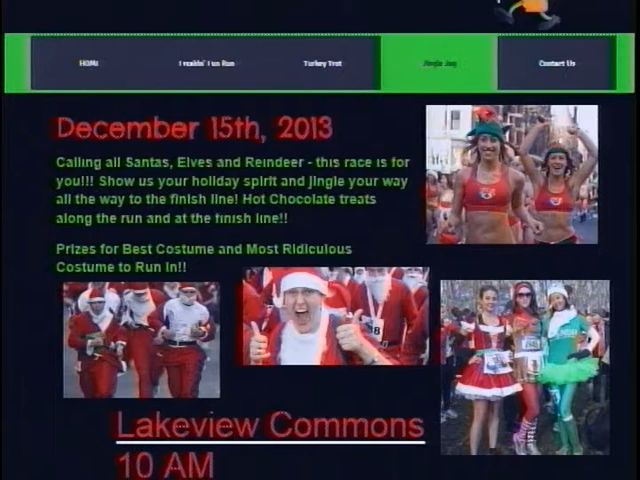 HOME
Turkey Trot
Jingle Jog
Contact Us
December 15th, 2013
Calling all Santas, Elves and Reindeer - this race is for
you!!! Show us your holiday spirit and jingle your way
all the way to the finish line! Hot Chocolate treats
along the run and at the finish line!!
Prizes for Best Costume and Most Ridiculous
Costume to Run In!!
Lakeview Commons
10 AM